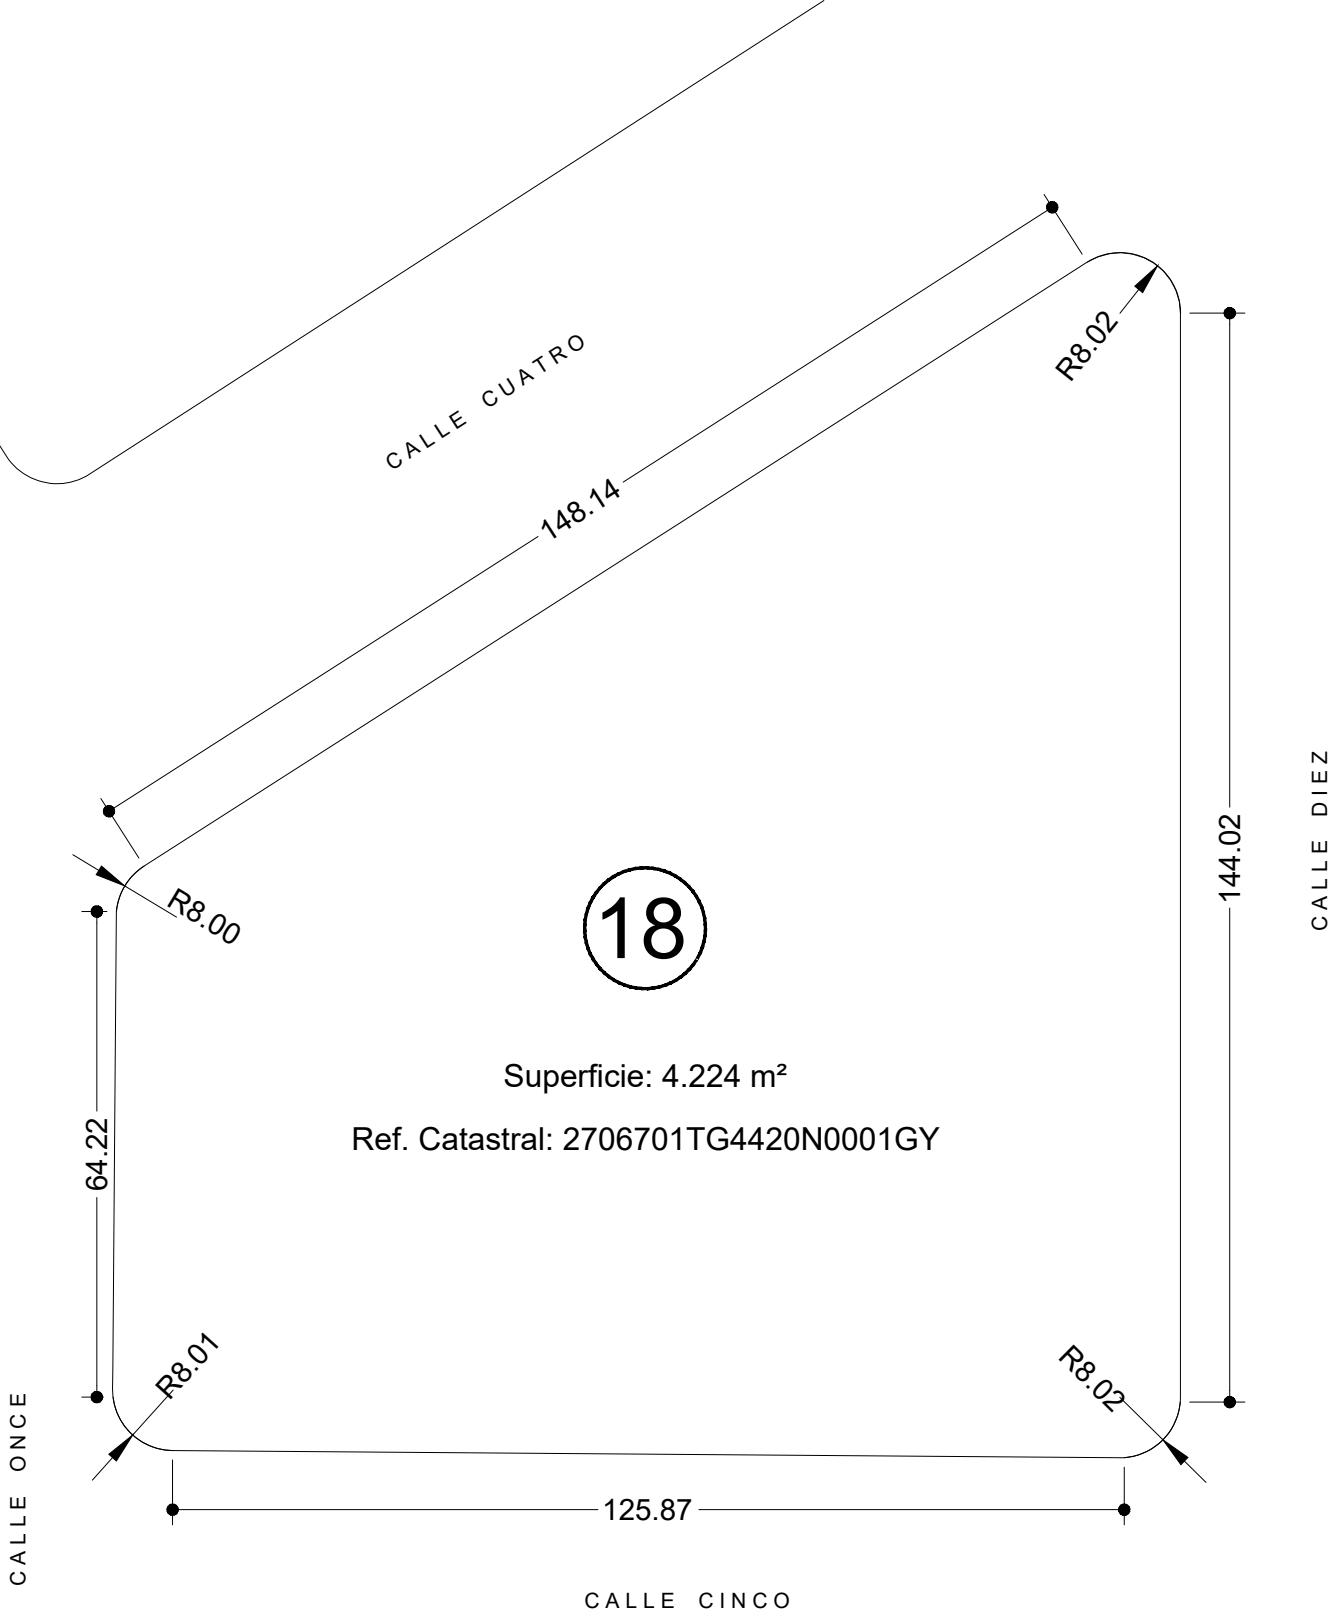 CALLE CUATRO
148.14
R8.02
144.02
CALLE DIEZ
R8.00
18
Superficie: 4.224 m²
Ref. Catastral: 2706701TG4420N0001GY
64.22
R8.01
R8.02
CALLE ONCE
125.87
CALLE CINCO